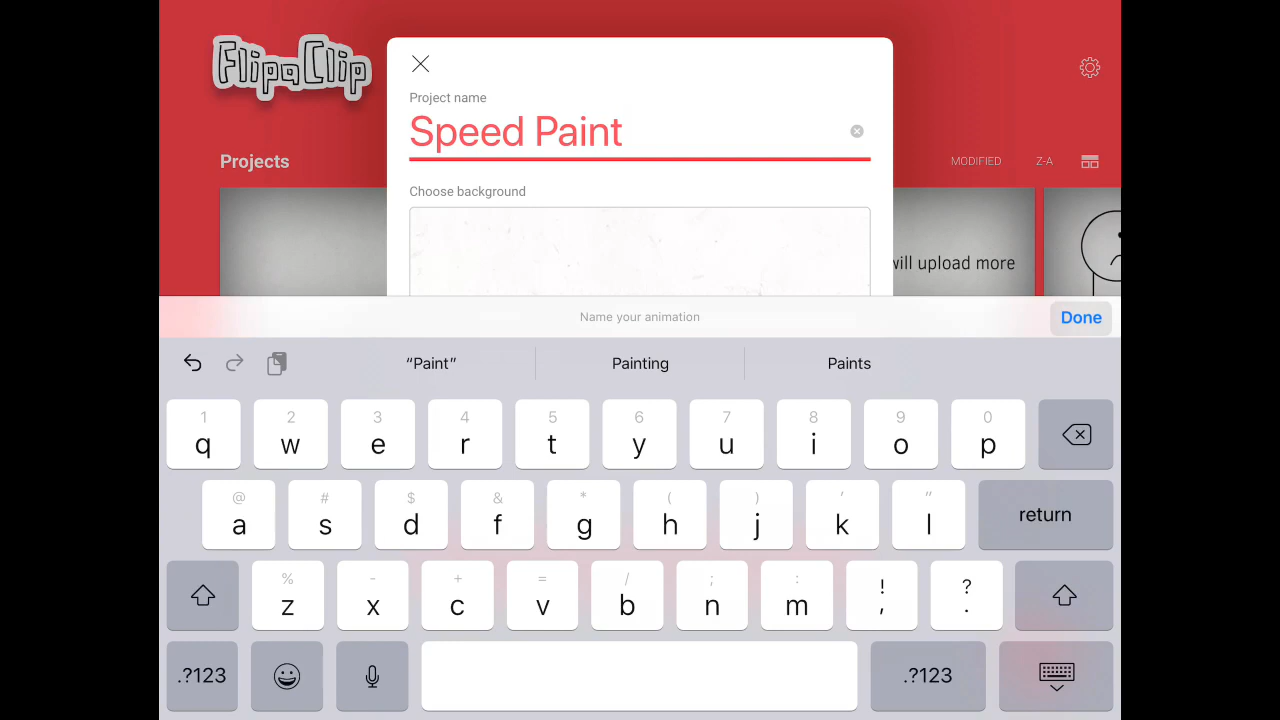 FlipaClip
Project name
Speed Paint
Projects
MODIFIED Z-A
Choose background
will upload more
Name your animation
Done
“Paint” Painting Paints
1 2 3 4 5 6 7 8 9 0
q w e r t y u i o p
@ # $ & * ( ) ' "
a s d f g h j k l return
% - + = / ; : ! ?
z x c v b n m , .
.?123 .?123